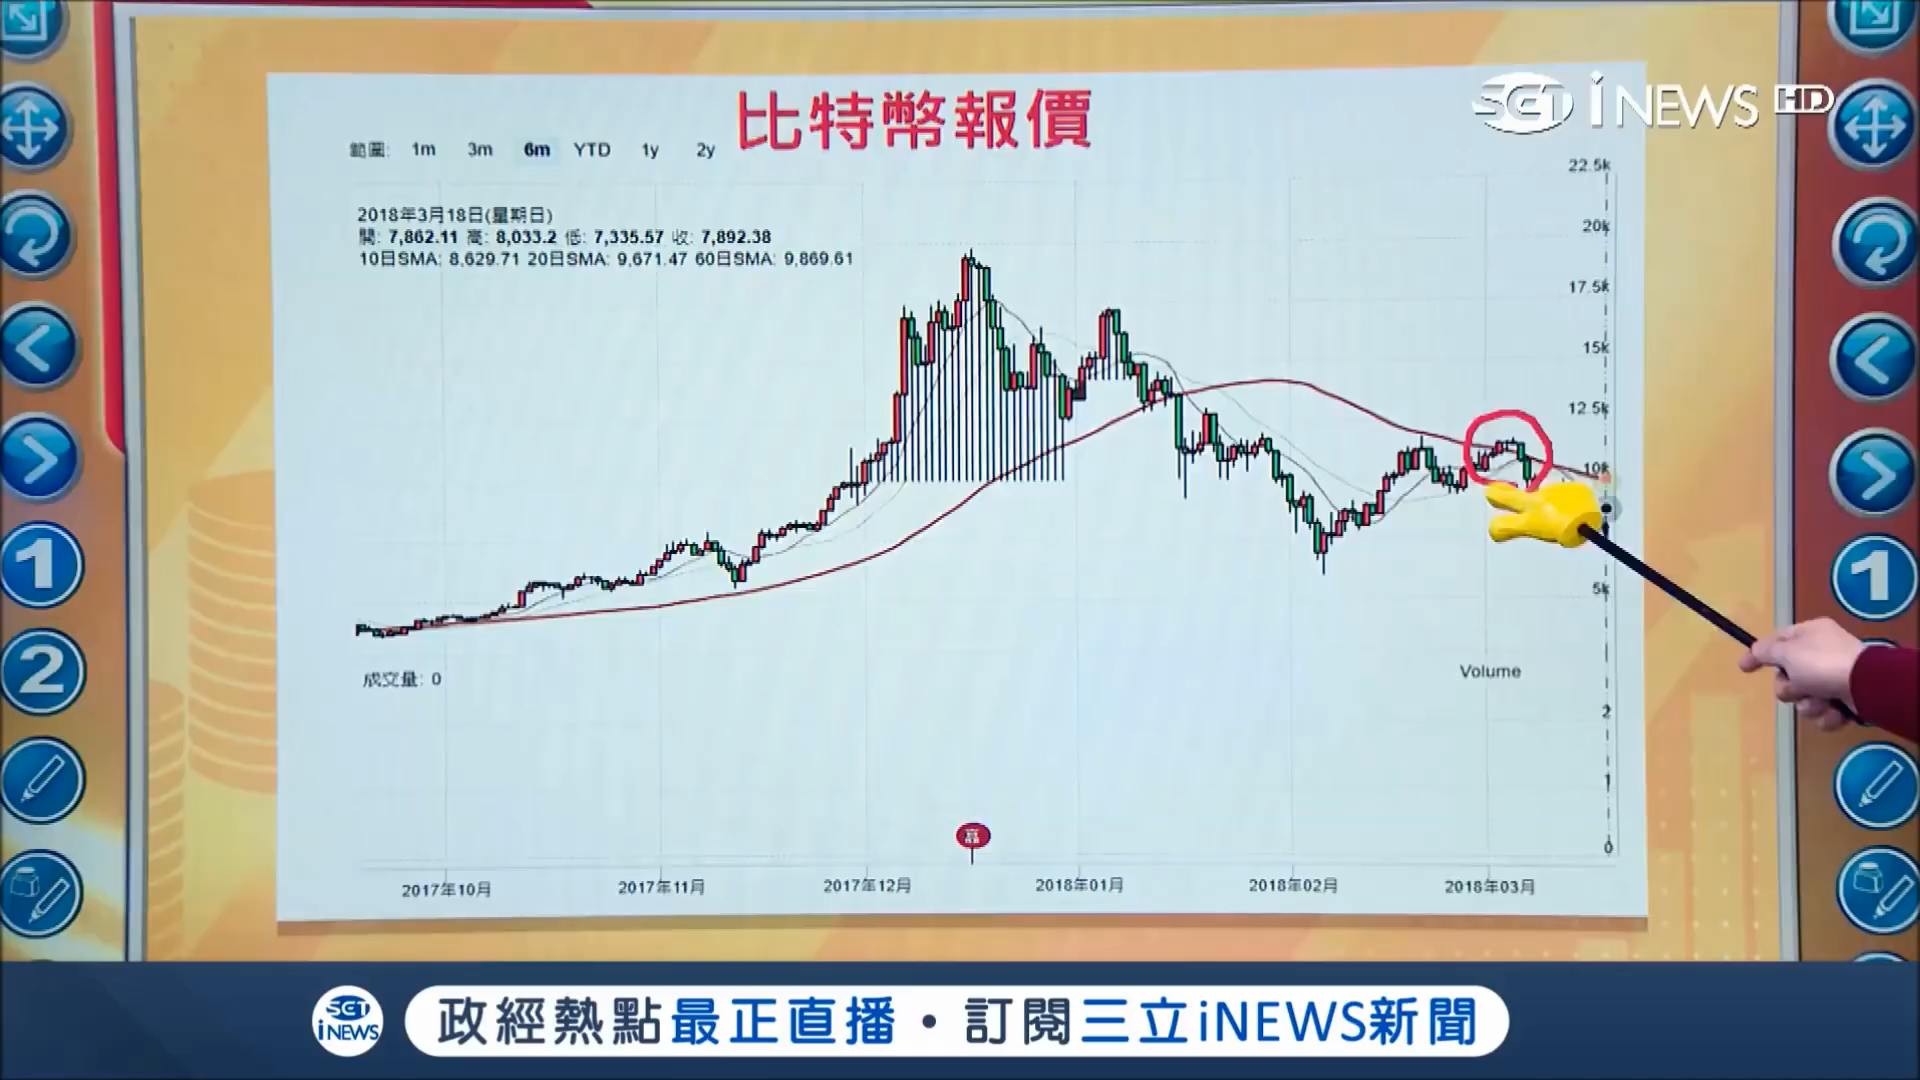 比特幣報價
SET iNEWS HD
範圍: 1m 3m 6m YTD 1y 2y
2018年3月18日(星期日)
開: 7,862.11 高: 8,033.2 低: 7,335.57 收: 7,892.38
10日SMA: 8,629.71 20日SMA: 9,671.47 60日SMA: 9,869.61
22.5k
20k
17.5k
15k
12.5k
10k
5k
成交量: 0
Volume
2
1
0
高
2017年10月 2017年11月 2017年12月 2018年01月 2018年02月 2018年03月
1
2
1
SET iNEWS
政經熱點最正直播・訂閱三立iNEWS新聞